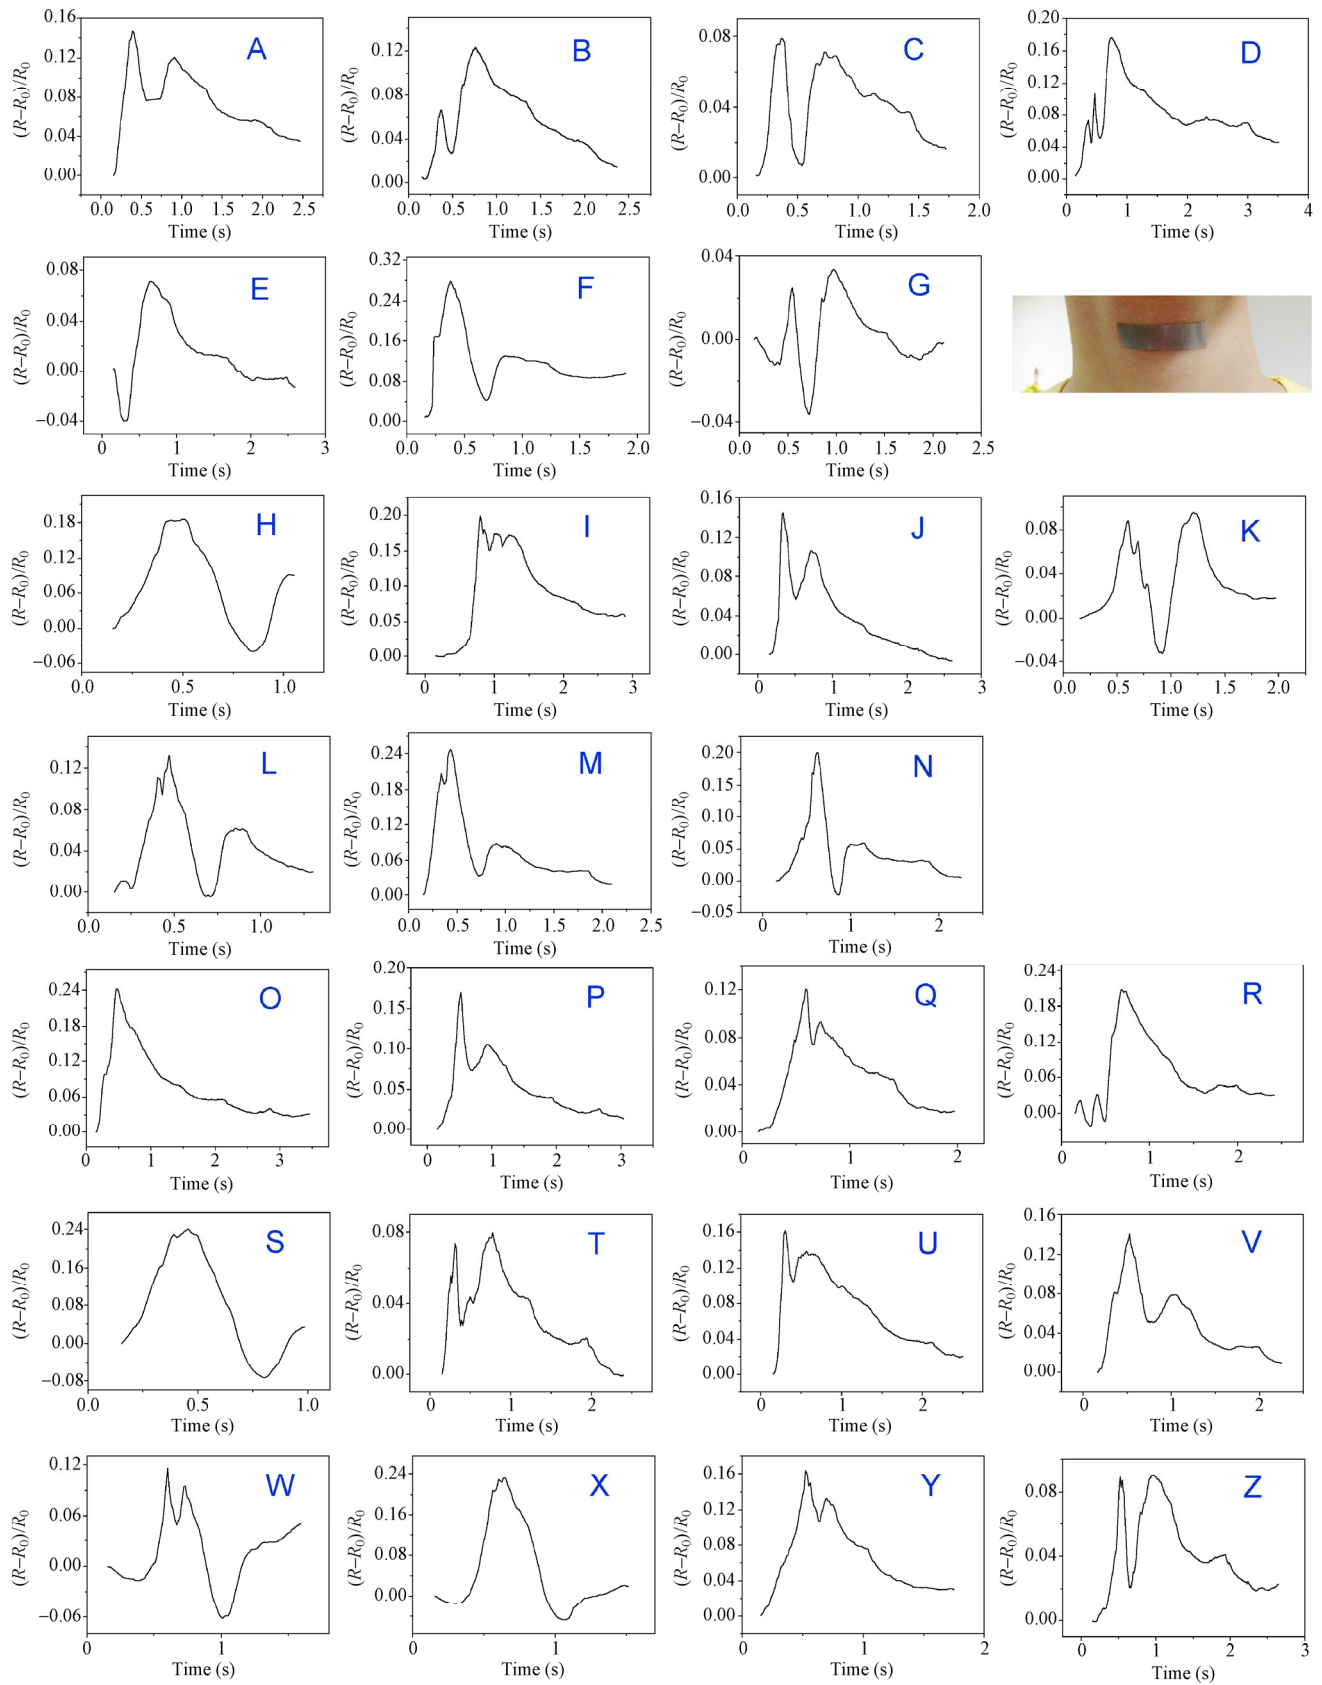 A
(R–R0)/R0
0.16
0.12
0.08
0.04
0.00
0.0 0.5 1.0 1.5 2.0 2.5
Time (s)
B
(R–R0)/R0
0.12
0.08
0.04
0.00
0.0 0.5 1.0 1.5 2.0 2.5
Time (s)
C
(R–R0)/R0
0.08
0.04
0.00
0.0 0.5 1.0 1.5 2.0
Time (s)
D
(R–R0)/R0
0.20
0.16
0.12
0.08
0.04
0.00
0 1 2 3 4
Time (s)
E
(R–R0)/R0
0.08
0.04
0.00
–0.04
0 1 2 3
Time (s)
F
(R–R0)/R0
0.32
0.24
0.16
0.08
0.00
0.0 0.5 1.0 1.5 2.0
Time (s)
G
(R–R0)/R0
0.04
0.00
–0.04
0.0 0.5 1.0 1.5 2.0 2.5
Time (s)
H
(R–R0)/R0
0.18
0.12
0.06
0.00
–0.06
0.0 0.5 1.0
Time (s)
I
(R–R0)/R0
0.20
0.15
0.10
0.05
0.00
0 1 2 3
Time (s)
J
(R–R0)/R0
0.16
0.12
0.08
0.04
0.00
0 1 2 3
Time (s)
K
(R–R0)/R0
0.08
0.04
0.00
–0.04
0.0 0.5 1.0 1.5 2.0
Time (s)
L
(R–R0)/R0
0.12
0.08
0.04
0.00
0.0 0.5 1.0
Time (s)
M
(R–R0)/R0
0.24
0.18
0.12
0.06
0.00
0.0 0.5 1.0 1.5 2.0 2.5
Time (s)
N
(R–R0)/R0
0.20
0.15
0.10
0.05
0.00
–0.05
0 1 2
Time (s)
O
(R–R0)/R0
0.24
0.18
0.12
0.06
0.00
0 1 2 3
Time (s)
P
(R–R0)/R0
0.20
0.15
0.10
0.05
0.00
0 1 2 3
Time (s)
Q
(R–R0)/R0
0.12
0.08
0.04
0.00
0 1 2
Time (s)
R
(R–R0)/R0
0.24
0.18
0.12
0.06
0.00
0 1 2
Time (s)
S
(R–R0)/R0
0.24
0.16
0.08
0.00
–0.08
0.0 0.5 1.0
Time (s)
T
(R–R0)/R0
0.08
0.04
0.00
0 1 2
Time (s)
U
(R–R0)/R0
0.16
0.12
0.08
0.04
0.00
0 1 2
Time (s)
V
(R–R0)/R0
0.16
0.12
0.08
0.04
0.00
0 1 2
Time (s)
W
(R–R0)/R0
0.12
0.06
0.00
–0.06
0 1
Time (s)
X
(R–R0)/R0
0.24
0.16
0.08
0.00
0 1
Time (s)
Y
(R–R0)/R0
0.16
0.12
0.08
0.04
0.00
0 1 2
Time (s)
Z
(R–R0)/R0
0.08
0.04
0.00
0 1 2 3
Time (s)